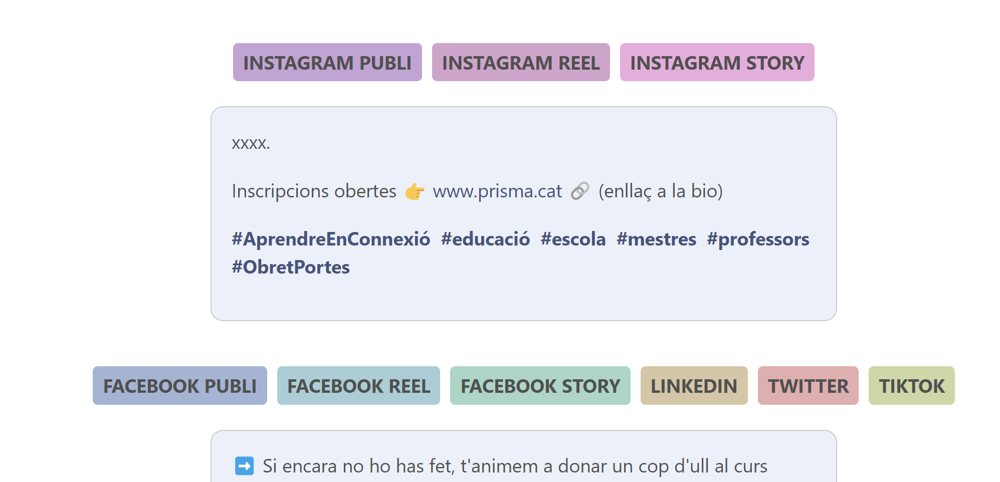 INSTAGRAM PUBLI INSTAGRAM REEL INSTAGRAM STORY
xxxx.
Inscripcions obertes 👉 www.prisma.cat 🔗 (enllaç a la bio)
#AprendreEnConnexió #educació #escola #mestres #professors
#ObretPortes
FACEBOOK PUBLI FACEBOOK REEL FACEBOOK STORY LINKEDIN TWITTER TIKTOK
➡️ Si encara no ho has fet, t'animem a donar un cop d'ull al curs